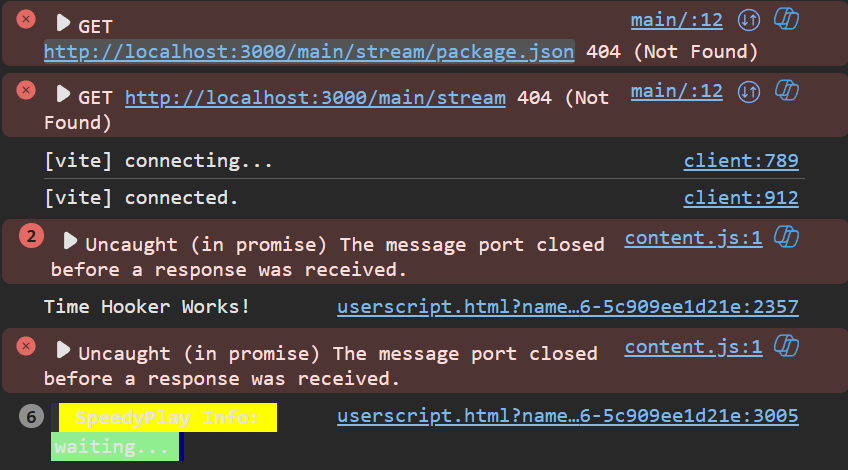 GET main/:12
http://localhost:3000/main/stream/package.json 404 (Not Found)
GET http://localhost:3000/main/stream 404 (Not main/:12
Found)
[vite] connecting... client:789
[vite] connected. client:912
2 Uncaught (in promise) The message port closed content.js:1
before a response was received.
Time Hooker Works! userscript.html?name…6-5c909ee1d21e:2357
Uncaught (in promise) The message port closed content.js:1
before a response was received.
6 SpeedyPlay Info: userscript.html?name…6-5c909ee1d21e:3005
waiting...